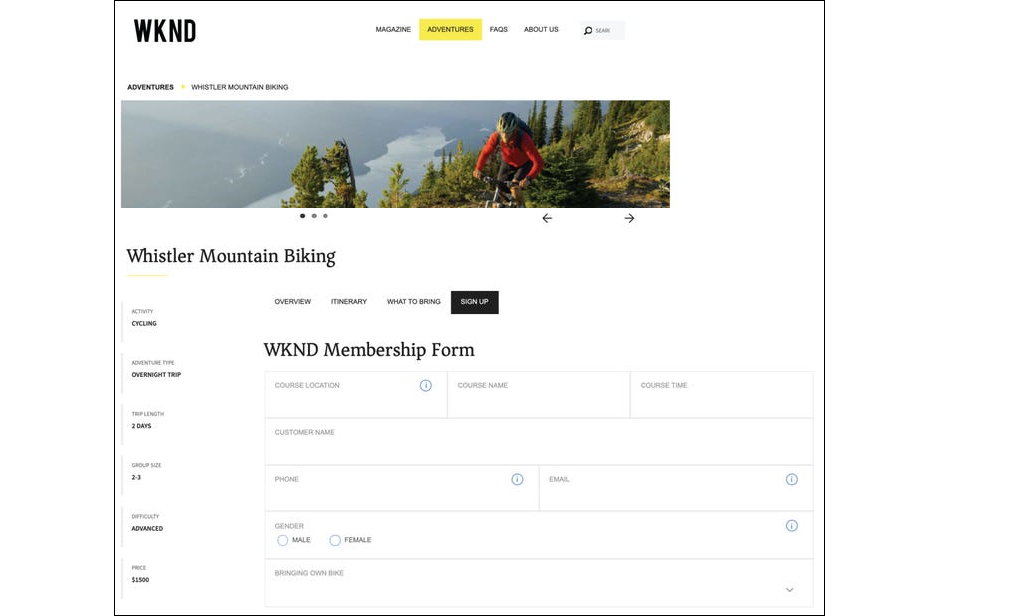 WKND
MAGAZINE ADVENTURES FAQS ABOUT US SEAR
ADVENTURES WHISTLER MOUNTAIN BIKING
Whistler Mountain Biking
OVERVIEW ITINERARY WHAT TO BRING SIGN UP
ACTIVITY
CYCLING
ADVENTURE TYPE
OVERNIGHT TRIP
TRIP LENGTH
2 DAYS
GROUP SIZE
2-3
DIFFICULTY
ADVANCED
PRICE
$1500
WKND Membership Form
COURSE LOCATION COURSE NAME COURSE TIME
CUSTOMER NAME
PHONE EMAIL
GENDER
MALE FEMALE
BRINGING OWN BIKE